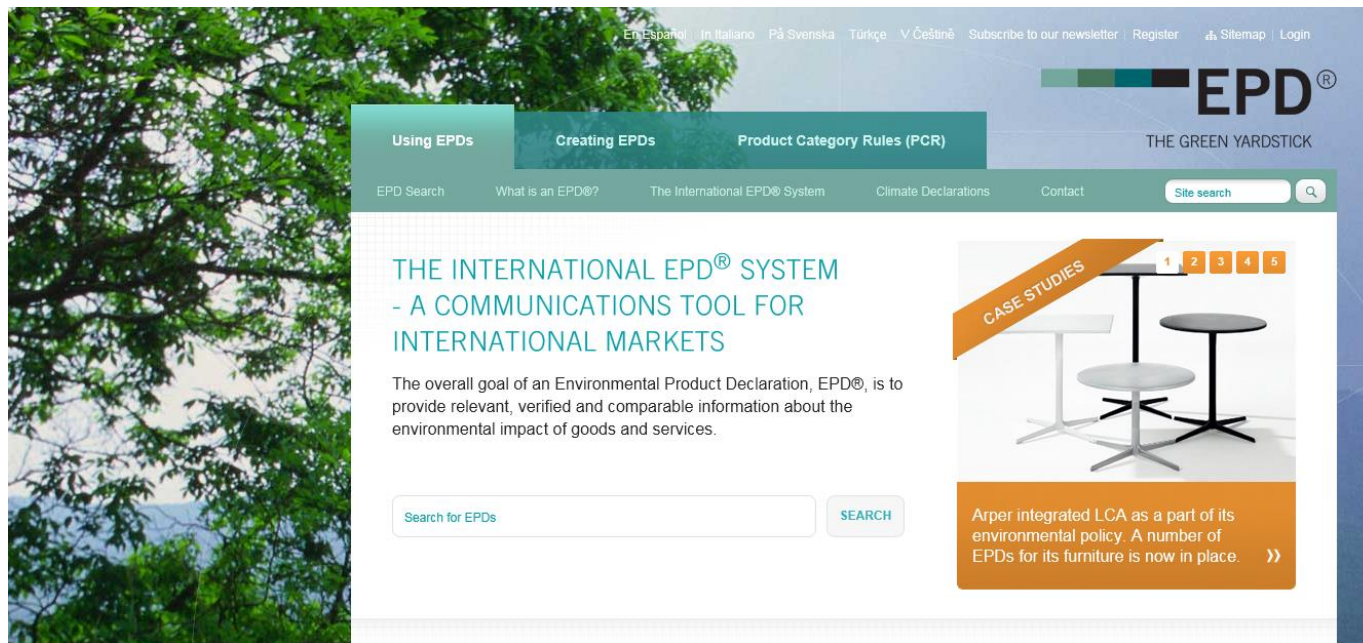 En Español In Italiano På Svenska Türkçe V Češtině Subscribe to our newsletter Register Sitemap Login
EPD®
THE GREEN YARDSTICK
Using EPDs Creating EPDs Product Category Rules (PCR)
EPD Search What is an EPD®? The International EPD® System Climate Declarations Contact Site search
THE INTERNATIONAL EPD® SYSTEM
- A COMMUNICATIONS TOOL FOR
INTERNATIONAL MARKETS
The overall goal of an Environmental Product Declaration, EPD®, is to
provide relevant, verified and comparable information about the
environmental impact of goods and services.
Search for EPDs SEARCH
CASE STUDIES
1 2 3 4 5
Arper integrated LCA as a part of its
environmental policy. A number of
EPDs for its furniture is now in place. »